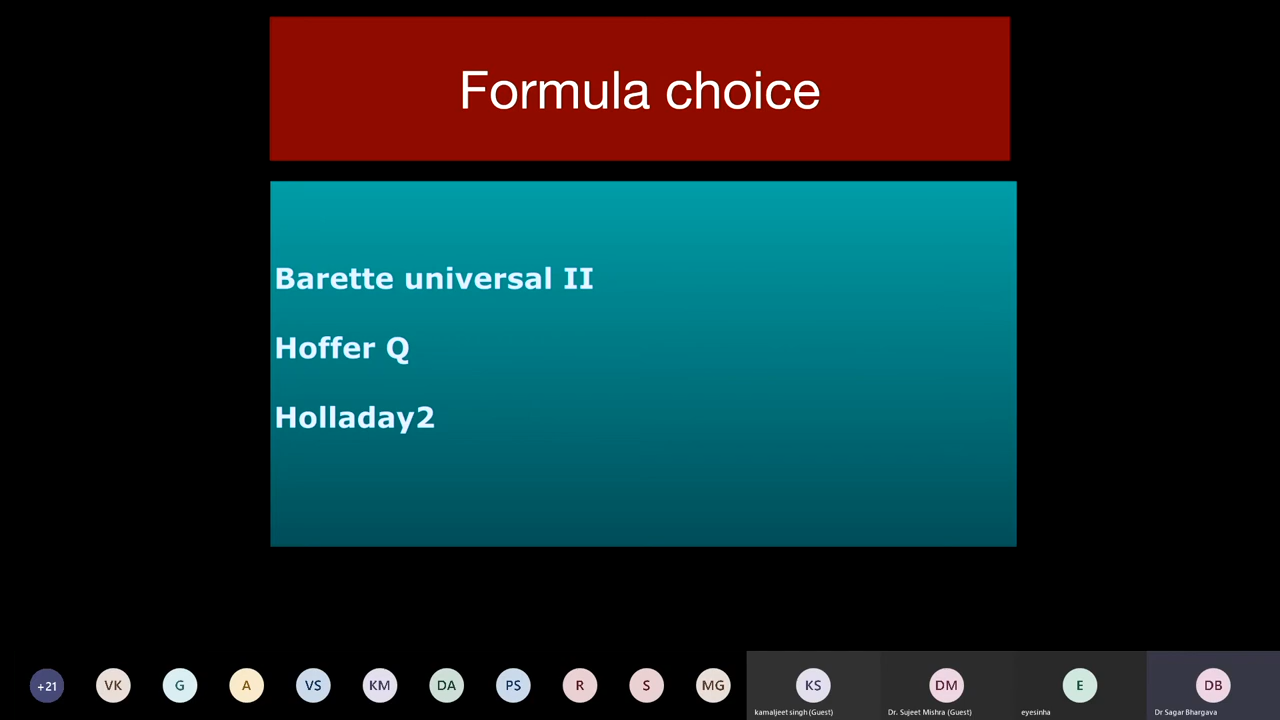 Formula choice
Barette universal II
Hoffer Q
Holladay2
+21
VK
G
A
VS
KM
DA
PS
R
S
MG
KS
DM
E
DB
kamaljeet singh (Guest)
Dr. Sujeet Mishra (Guest)
eyesinha
Dr Sagar Bhargava